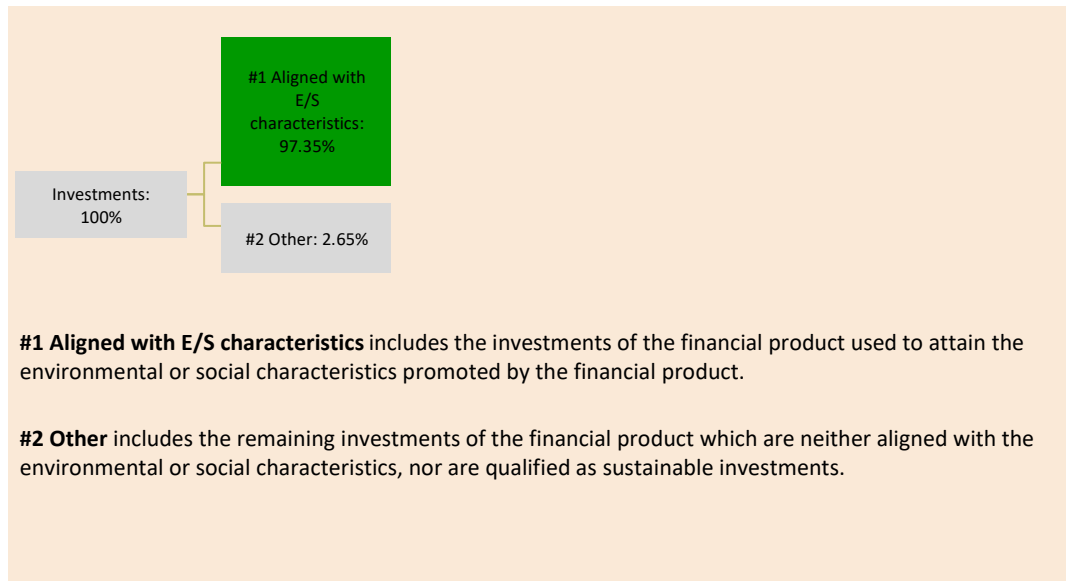 #1 Aligned with
E/S
characteristics:
97.35%
Investments:
100%
#2 Other: 2.65%
#1 Aligned with E/S characteristics includes the investments of the financial product used to attain the
environmental or social characteristics promoted by the financial product.
#2 Other includes the remaining investments of the financial product which are neither aligned with the
environmental or social characteristics, nor are qualified as sustainable investments.